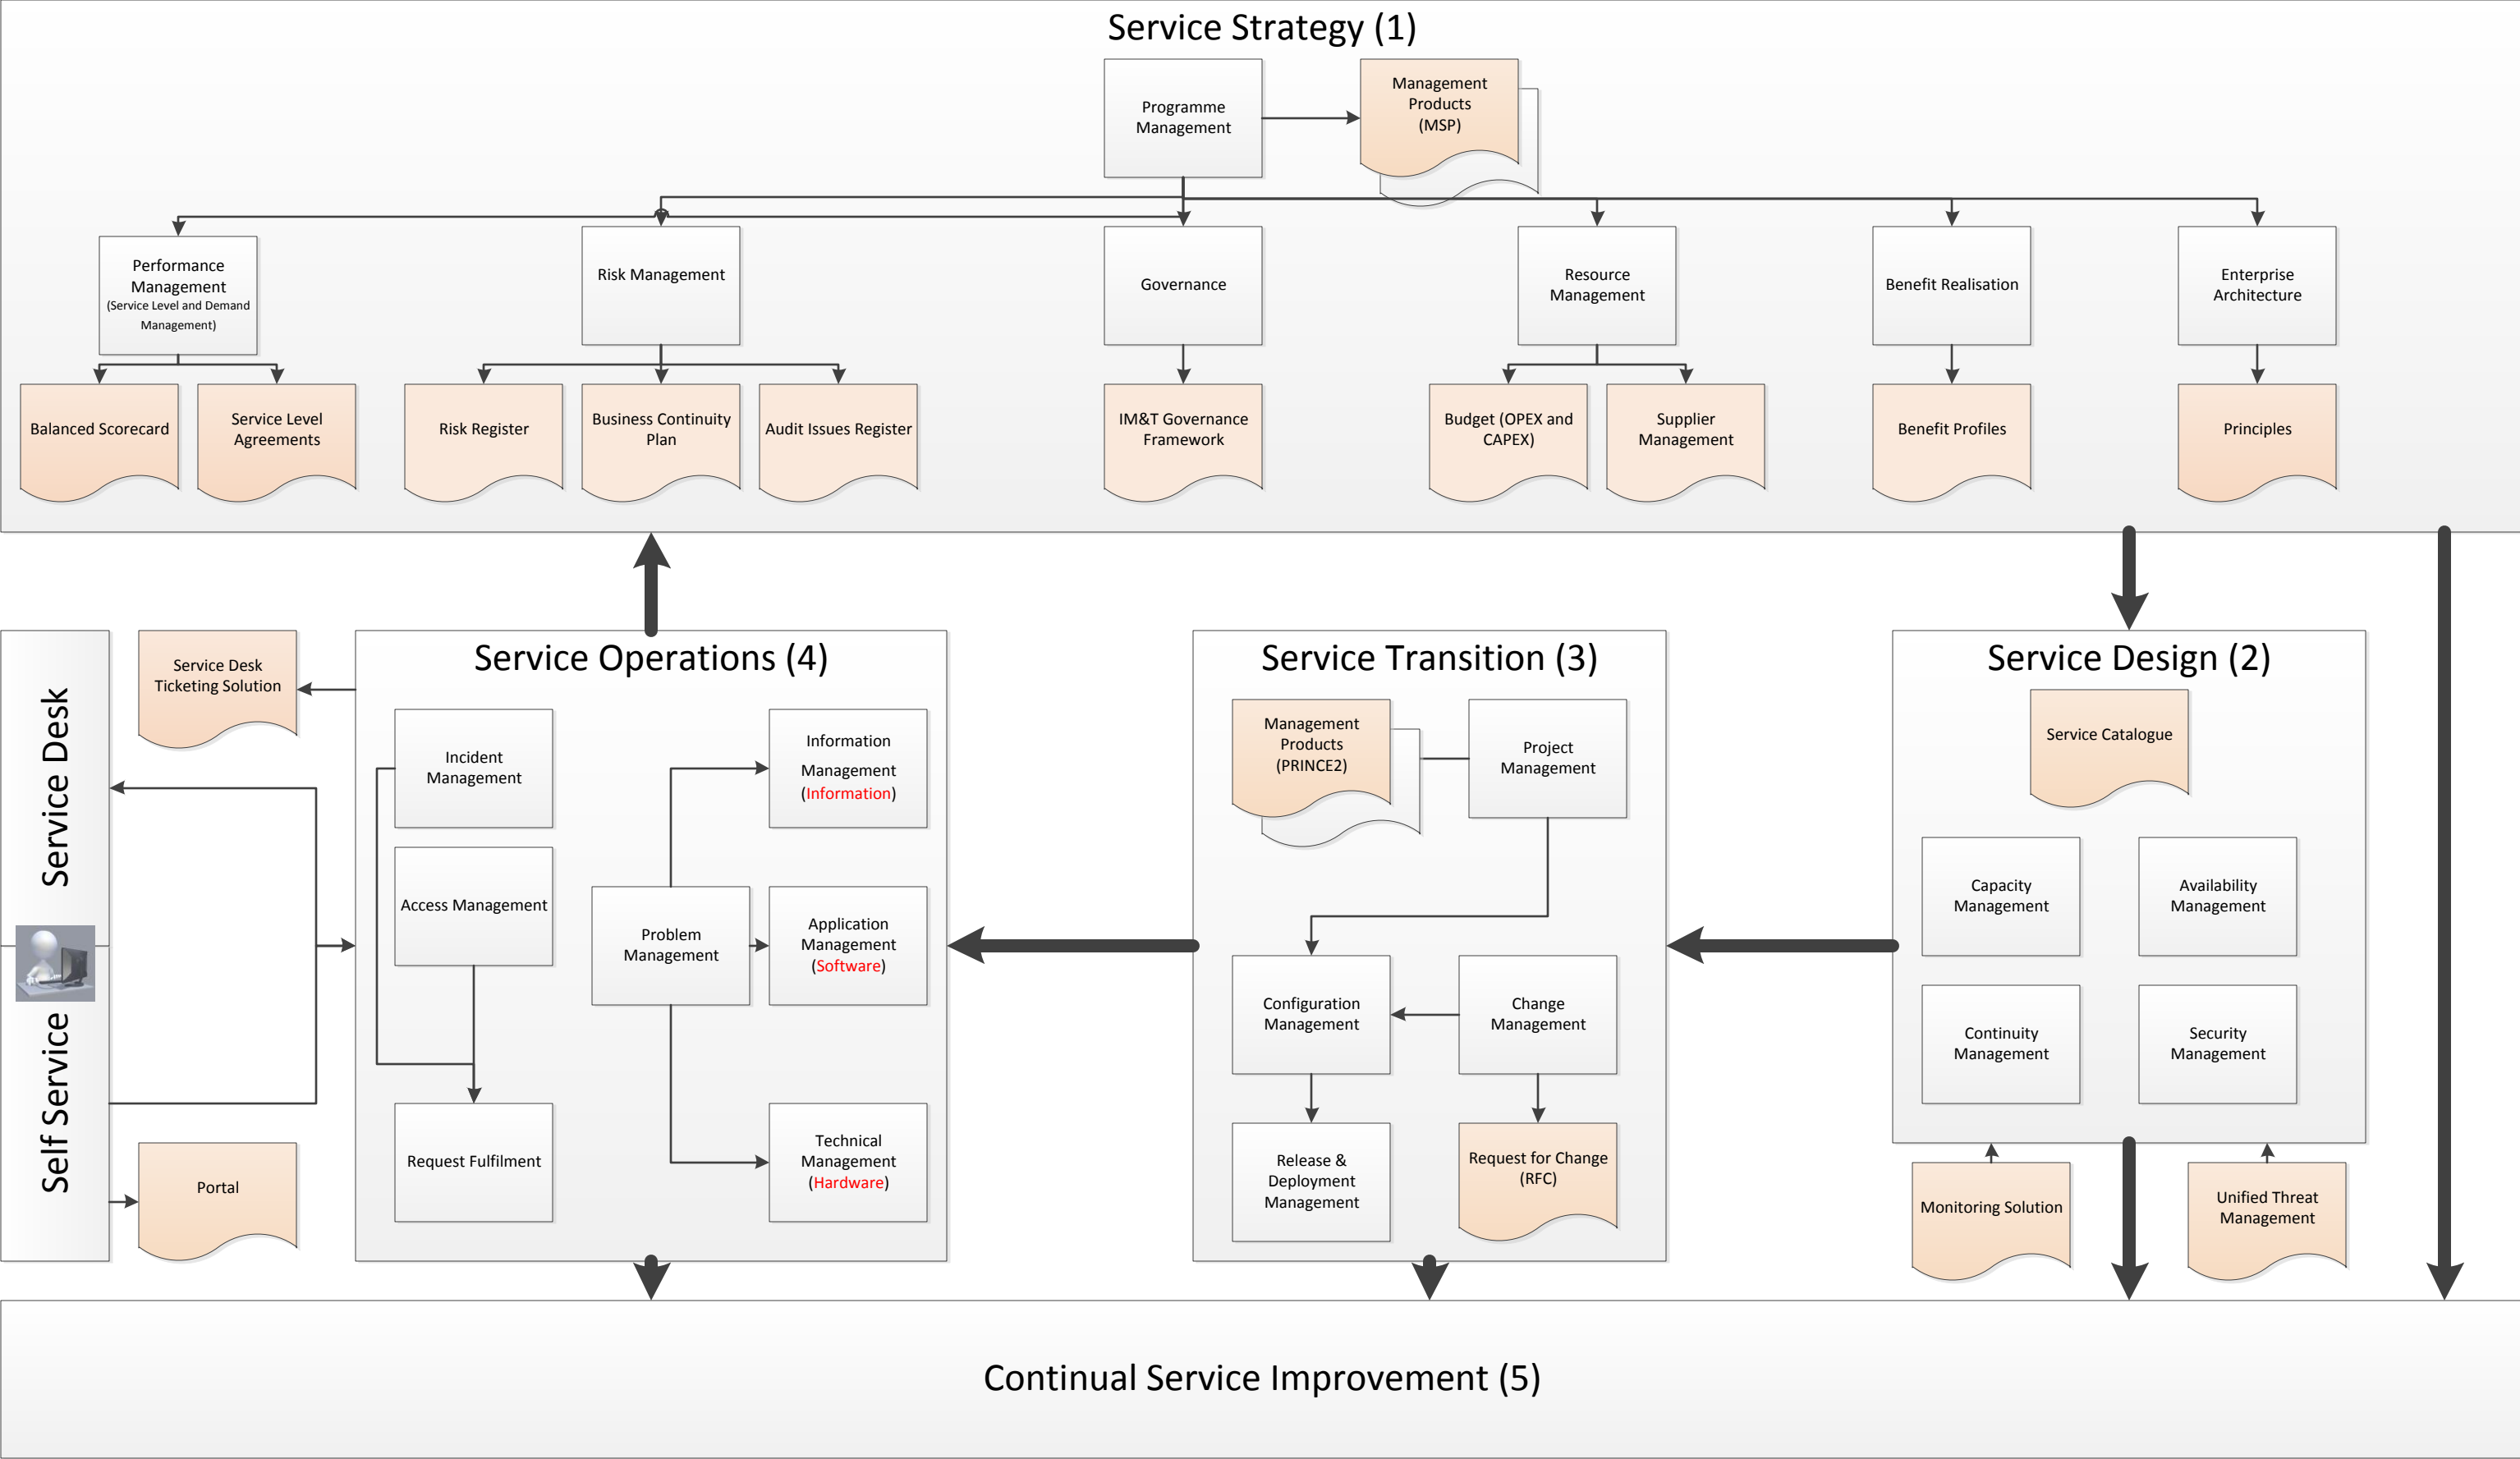 Service Strategy (1)
Programme
Management
Management
Products
(MSP)
Performance
Management
(Service Level and Demand
Management)
Risk Management
Governance
Resource
Management
Benefit Realisation
Enterprise
Architecture
Balanced Scorecard
Service Level
Agreements
Risk Register
Business Continuity
Plan
Audit Issues Register
IM&T Governance
Framework
Budget (OPEX and
CAPEX)
Supplier
Management
Benefit Profiles
Principles
Service Desk
Self Service
Service Desk
Ticketing Solution
Portal
Service Operations (4)
Incident
Management
Access Management
Request Fulfilment
Problem
Management
Information
Management
(Information)
Application
Management
(Software)
Technical
Management
(Hardware)
Service Transition (3)
Management
Products
(PRINCE2)
Project
Management
Configuration
Management
Change
Management
Release &
Deployment
Management
Request for Change
(RFC)
Service Design (2)
Service Catalogue
Capacity
Management
Availability
Management
Continuity
Management
Security
Management
Monitoring Solution
Unified Threat
Management
Continual Service Improvement (5)